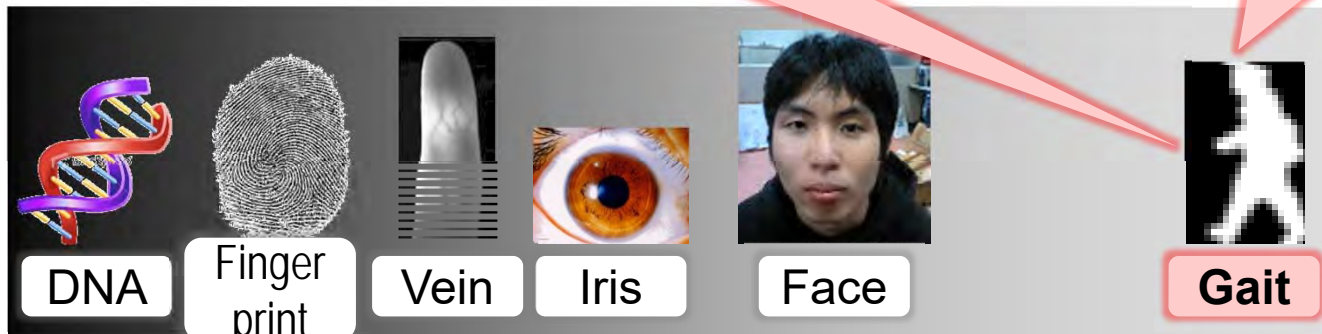 DNA
Finger
print
Vein
Iris
Face
Gait